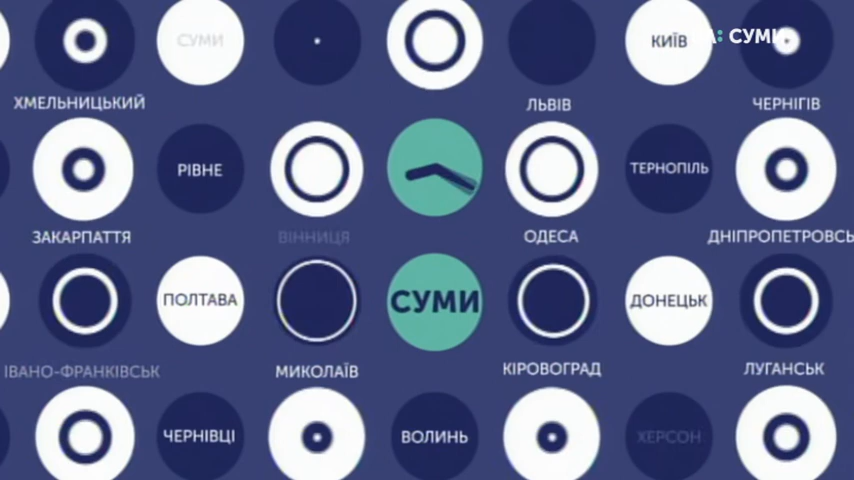 СУМИ
КИЇВ
: СУМИ
ХМЕЛЬНИЦЬКИЙ
ЛЬВІВ
ЧЕРНІГІВ
РІВНЕ
ТЕРНОПІЛЬ
ЗАКАРПАТТЯ
ВІННИЦЯ
ОДЕСА
ДНІПРОПЕТРОВСЬ
ПОЛТАВА
СУМИ
ДОНЕЦЬК
ІВАНО-ФРАНКІВСЬК
МИКОЛАЇВ
КІРОВОГРАД
ЛУГАНСЬК
ЧЕРНІВЦІ
ВОЛИНЬ
ХЕРСОН